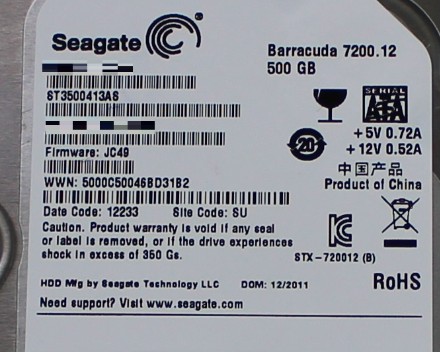 Seagate
Barracuda 7200.12
500 GB
ST3500413AS
SERIAL
ATA
20
+5V 0.72A
+12V 0.52A
Firmware: JC49
中国产品
Product of China
WWN: 5000C50046BD31B2
Date Code: 12233 Site Code: SU
Caution. Product warranty is void if any seal
or label is removed, or if the drive experiences
shock in excess of 350 Gs.
STX-720012 (B)
HDD Mfg by Seagate Technology LLC DOM: 12/2011
RoHS
Need support? Visit www.seagate.com